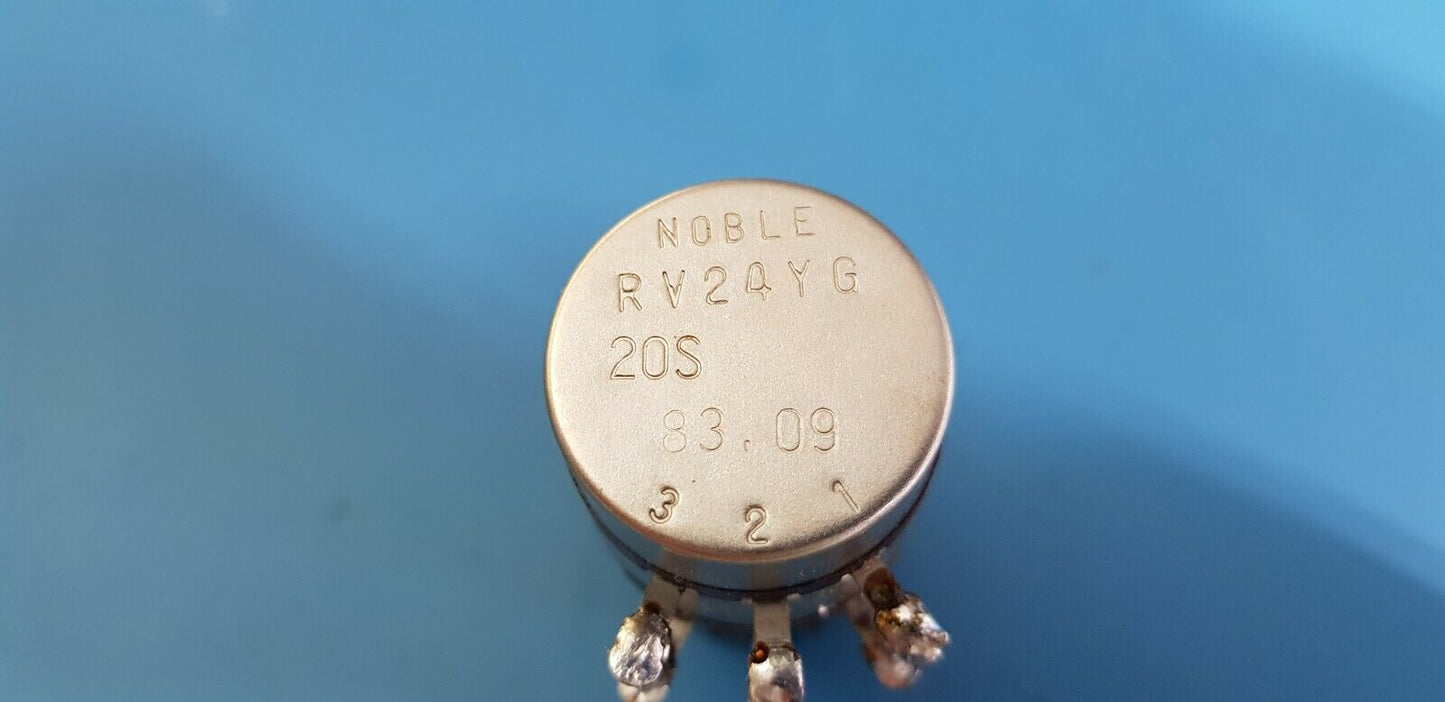 NOBLE
RV24YG
20S
83.09
3 2 1